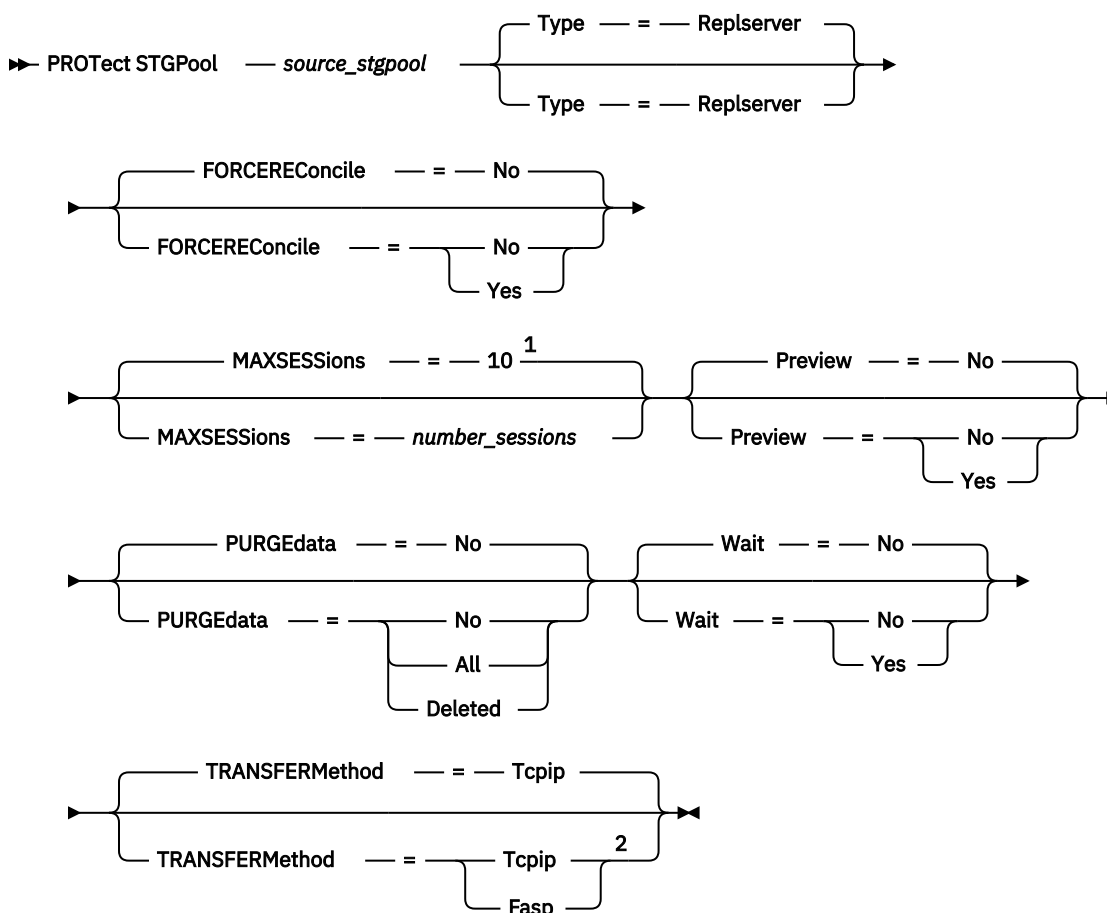 Type = Replserver
PROTect STGPool source_stgpool
Type = Replserver
FORCEREConcile = No
FORCEREConcile = No
Yes
MAXSESSions = 10 1 Preview = No
MAXSESSions = number_sessions Preview = No
Yes
PURGEdata = No Wait = No
PURGEdata = No Wait = No
All Yes
Deleted
TRANSFERMethod = Tcpip
TRANSFERMethod = Tcpip 2
Fasp